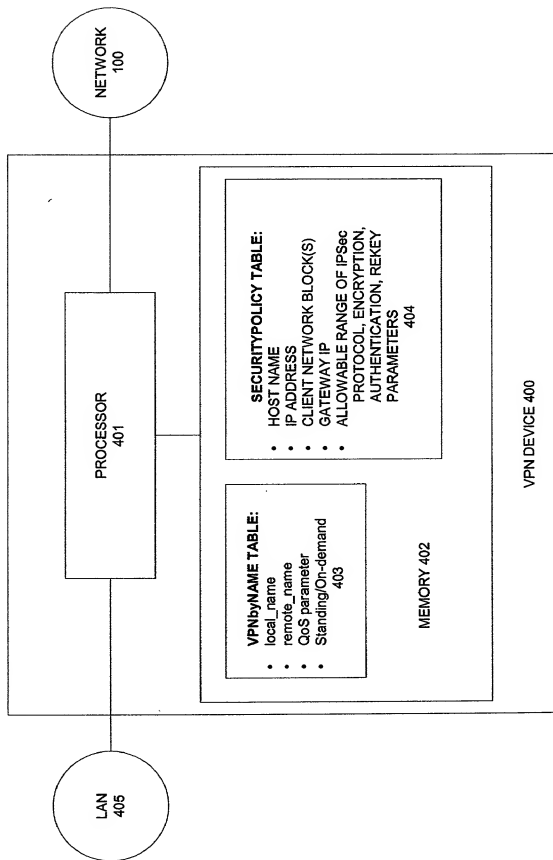 NETWORK
100
PROCESSOR
401
LAN
405
VPNbyNAME TABLE:
• local_name
• remote_name
• QoS parameter
• Standing/On-demand
403
SECURITYPOLICY TABLE:
• HOST NAME
• IP ADDRESS
• CLIENT NETWORK BLOCK(S)
• GATEWAY IP
• ALLOWABLE RANGE OF IPSec
PROTOCOL, ENCRYPTION,
AUTHENTICATION, REKEY
PARAMETERS
404
MEMORY 402
VPN DEVICE 400